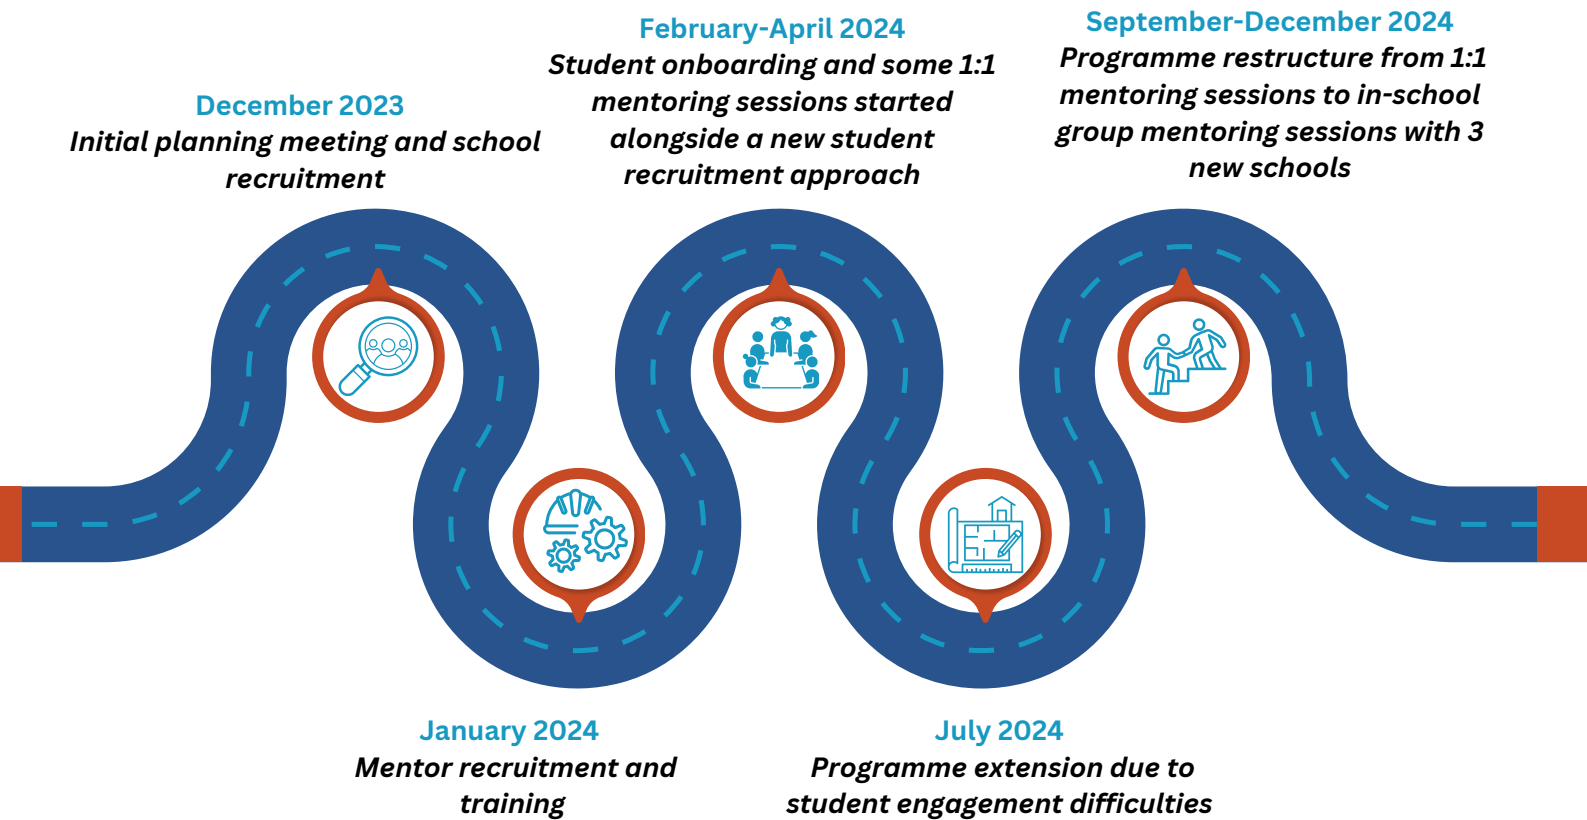 December 2023
Initial planning meeting and school
recruitment
January 2024
Mentor recruitment and
training
February-April 2024
Student onboarding and some 1:1
mentoring sessions started
alongside a new student
recruitment approach
July 2024
Programme extension due to
student engagement difficulties
September-December 2024
Programme restructure from 1:1
mentoring sessions to in-school
group mentoring sessions with 3
new schools